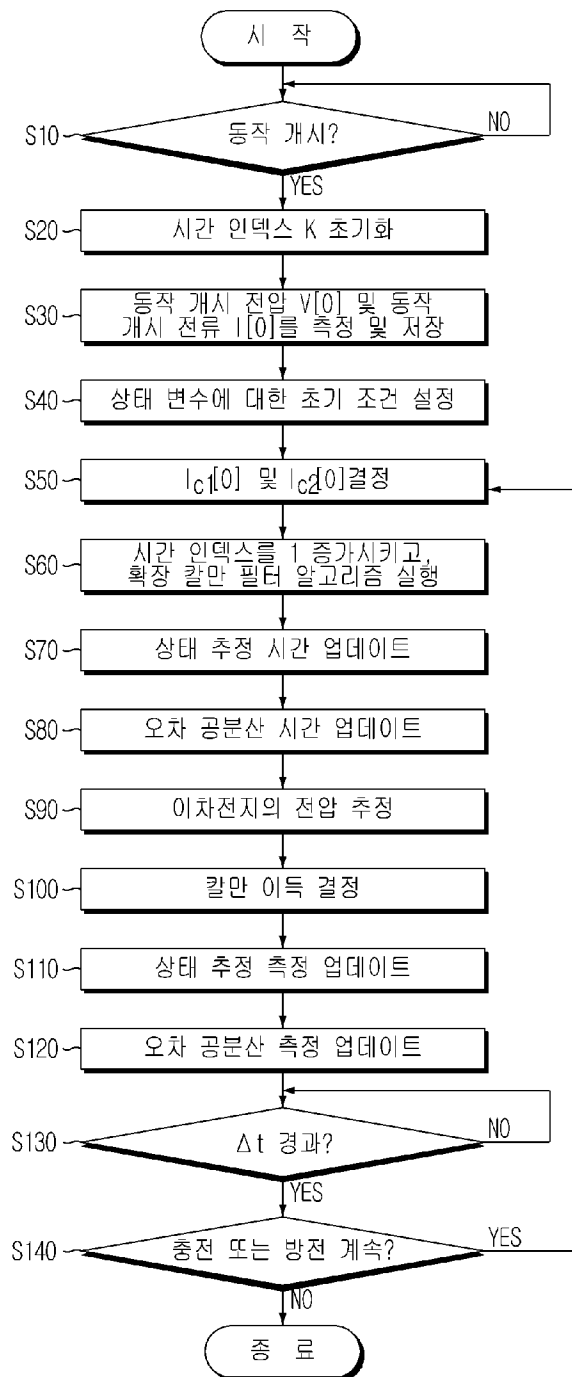 시 작
S10 동작 개시? NO
YES
S20 시간 인덱스 K 초기화
S30 동작 개시 전압 V[0] 및 동작
개시 전류 I[0]를 측정 및 저장
S40 상태 변수에 대한 초기 조건 설정
S50 Ic1[0] 및 Ic2[0]결정
S60 시간 인덱스를 1 증가시키고,
확장 칼만 필터 알고리즘 실행
S70 상태 추정 시간 업데이트
S80 오차 공분산 시간 업데이트
S90 이차전지의 전압 추정
S100 칼만 이득 결정
S110 상태 추정 측정 업데이트
S120 오차 공분산 측정 업데이트
S130 Δt 경과? NO
YES
S140 충전 또는 방전 계속? YES
NO
종 료